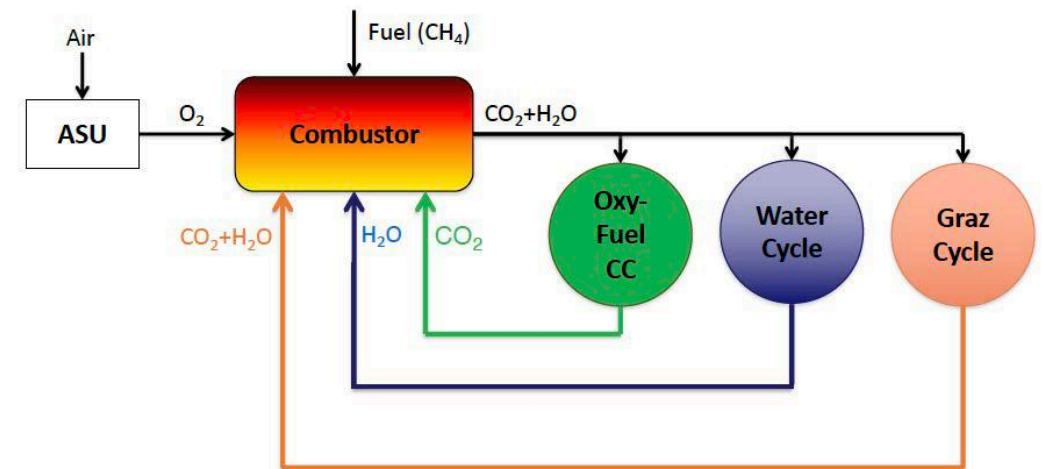 Air
Fuel (CH₄)
ASU
O₂
Combustor
CO₂+H₂O
CO₂+H₂O
H₂O
CO₂
Oxy-
Fuel
CC
Water
Cycle
Graz
Cycle